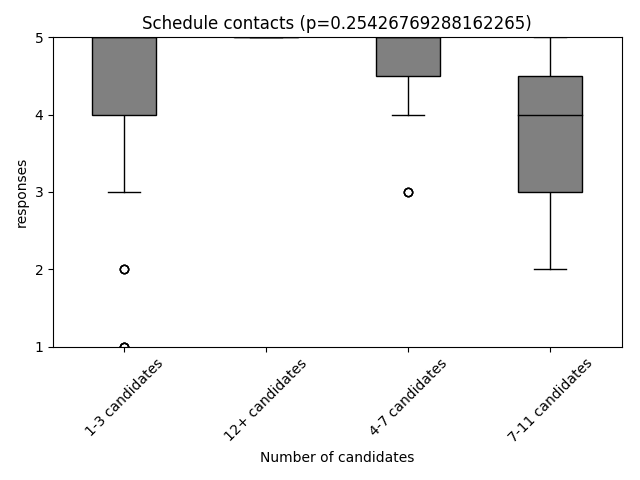 Schedule contacts (p=0.25426769288162265)
5
4
3
2
1
responses
1-3 candidates
12+ candidates
4-7 candidates
7-11 candidates
Number of candidates